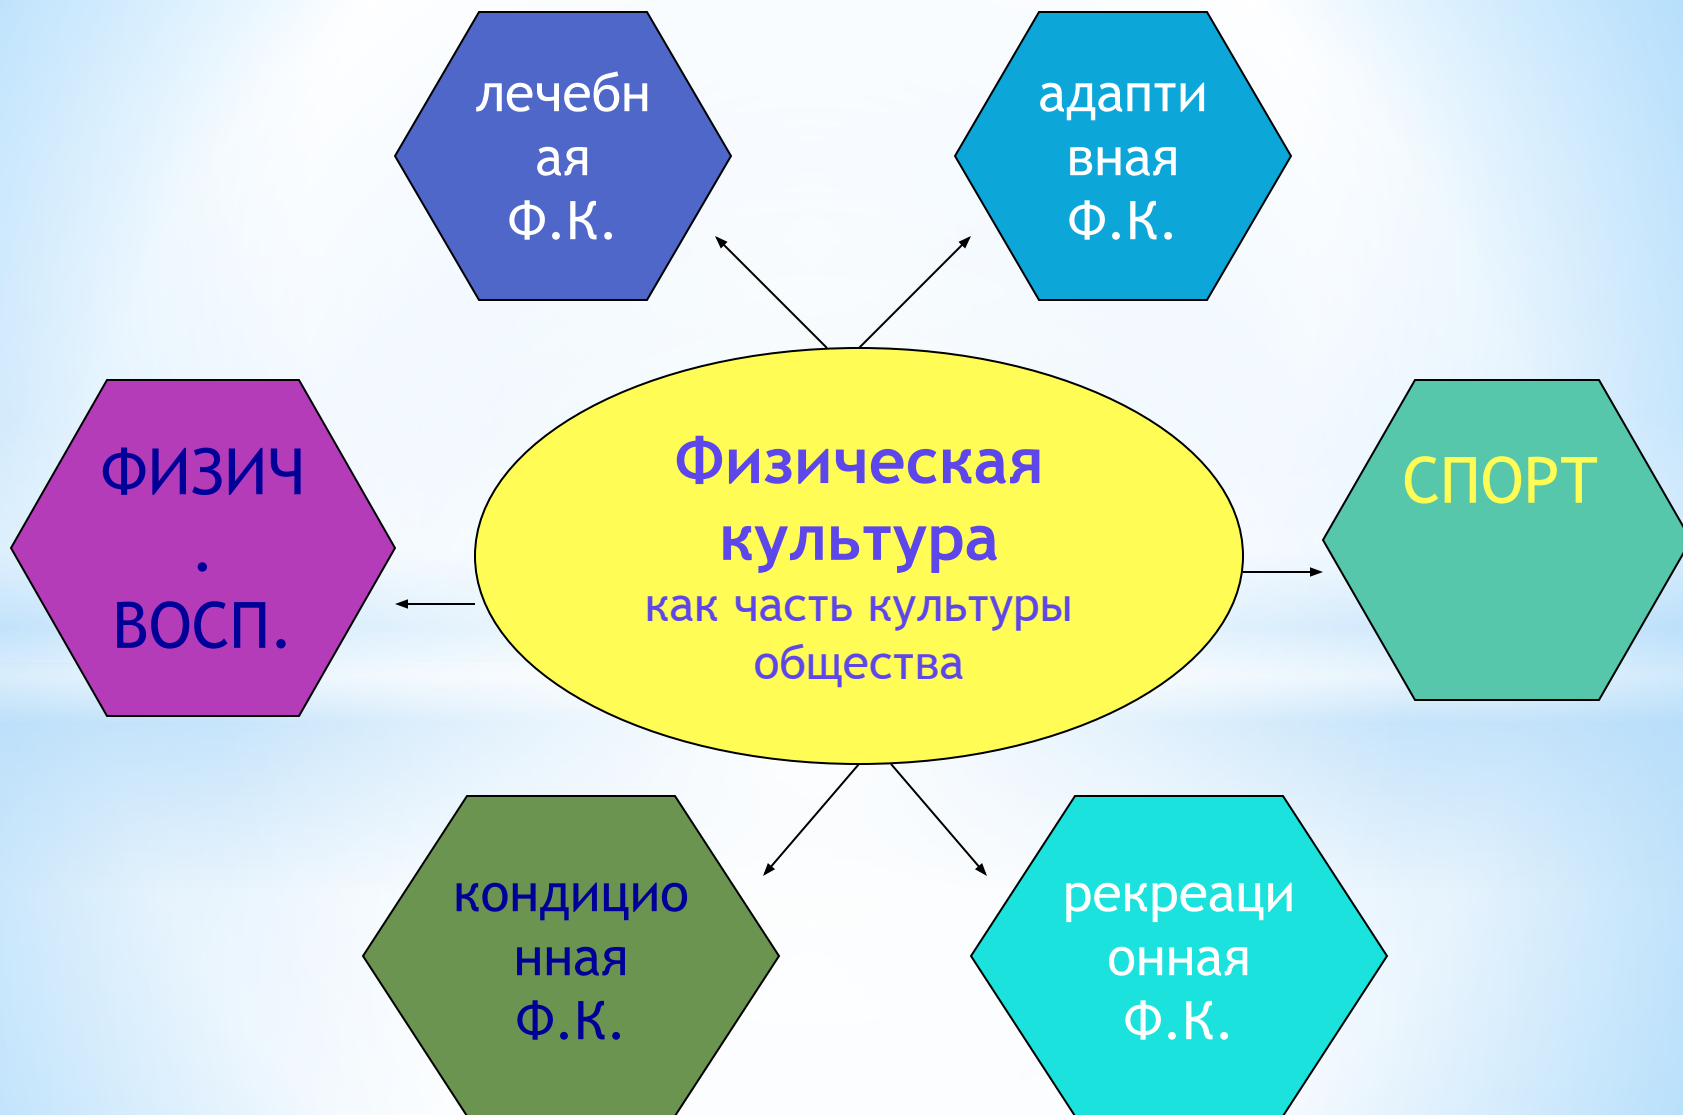 лечебн
ая
Ф.К.
адапти
вная
Ф.К.
ФИЗИЧ
.
ВОСП.
Физическая
культура
как часть культуры
общества
СПОРТ
кондицио
нная
Ф.К.
рекреаци
онная
Ф.К.